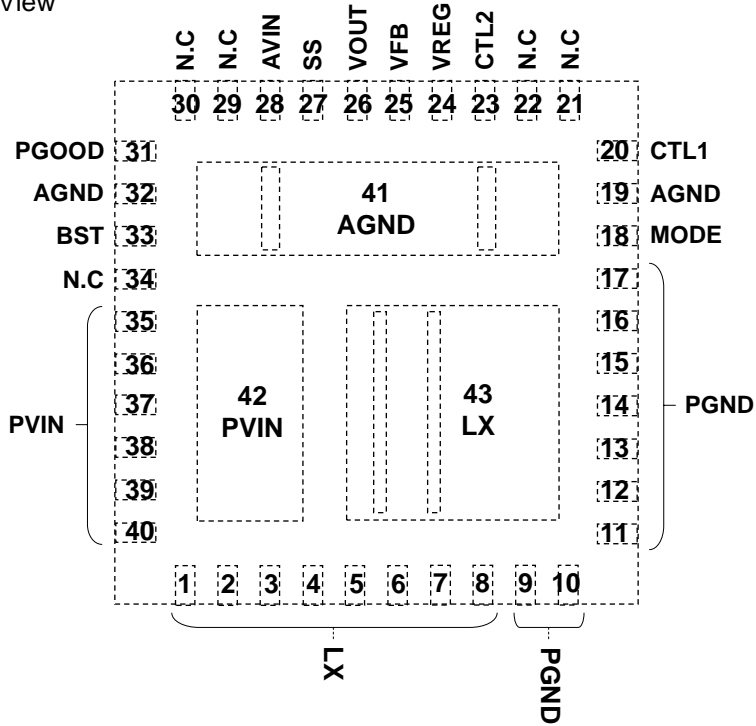 View
N.C N.C AVIN SS VOUT VFB VREG CTL2 N.C N.C
30 29 28 27 26 25 24 23 22 21
PGOOD 31 20 CTL1
AGND 32 41 19 AGND
AGND
BST 33 18 MODE
N.C 34 17
35 16
36 15
37 42 43 14 PGND
PVIN PVIN LX
38 13
39 12
40 11
1 2 3 4 5 6 7 8 9 10
LX PGND